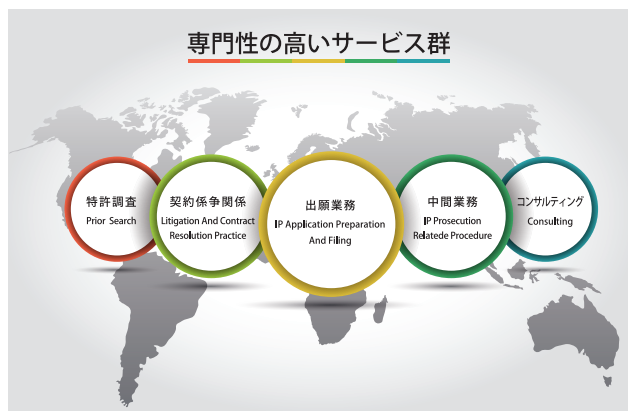 専門性の高いサービス群
特許調査
Prior Search
契約係争関係
Litigation And Contract
Resolution Practice
出願業務
IP Application Preparation
And Filing
中間業務
IP Prosecution
Relatede Procedure
コンサルティング
Consulting